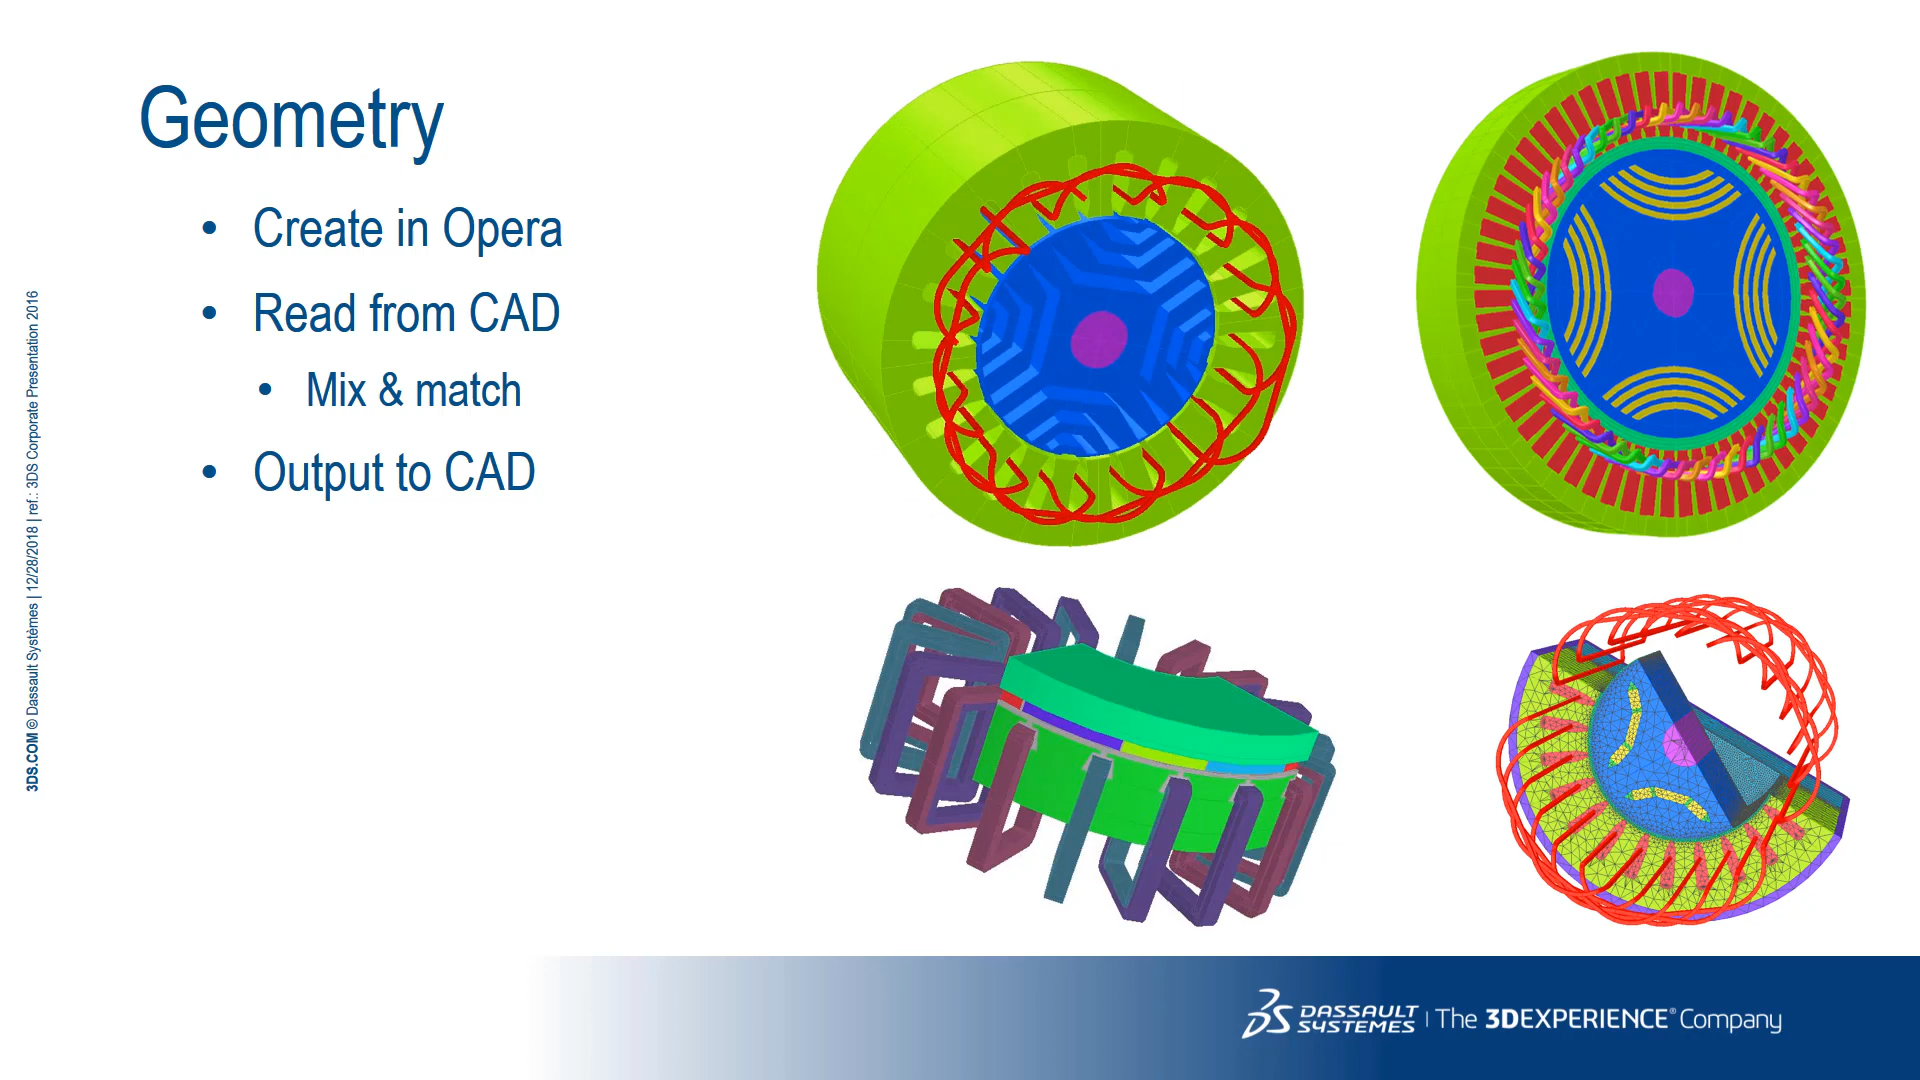 Geometry
• Create in Opera
• Read from CAD
• Mix & match
• Output to CAD
3DS.COM © Dassault Systèmes | 12/28/2018 | ref.: 3DS Corporate Presentation 2016
3DS DASSAULT SYSTEMES | The 3DEXPERIENCE® Company